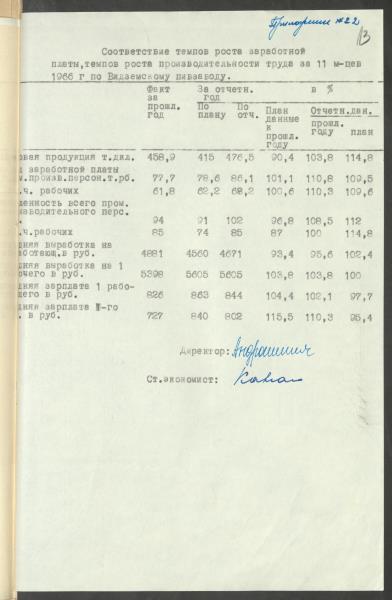 Приложение №22
13
Соответствие темпов роста заработной
платы,темпов роста производительности труда за 11 м-цев
1966 г по Видземскому пивзаводу.
Факт за прошл. год За отчетн. год По плану По отч. в % План данные к прошл. году Отчетн.дан. прошл. году план
овая продукция т.дкл. 458,9 415 476,5 90,4 103,8 114,8
заработной платы
м.произв.персон.т.рб. 77,7 78,6 86,1 101,1 110,8 109,5
.ч. рабочих 61,8 62,2 68,2 100,6 110,3 109,6
ленность всего пром.
изводительного перс. 94 91 102 96,8 108,5 112
.ч.рабочих 85 74 85 87 100 114,8
дняя выработка на
аботающ.в руб. 4881 4560 4671 93,4 95,6 102,4
дняя выработка на 1
очего в руб. 5398 5605 5605 103,8 103,8 100
дняя зарплата 1 рабо-
щего в руб. 826 863 844 104,4 102,1 97,7
дняя зарплата -го
. в руб. 727 840 802 115,5 110,3 95,4
Директор:
Ст.экономист: